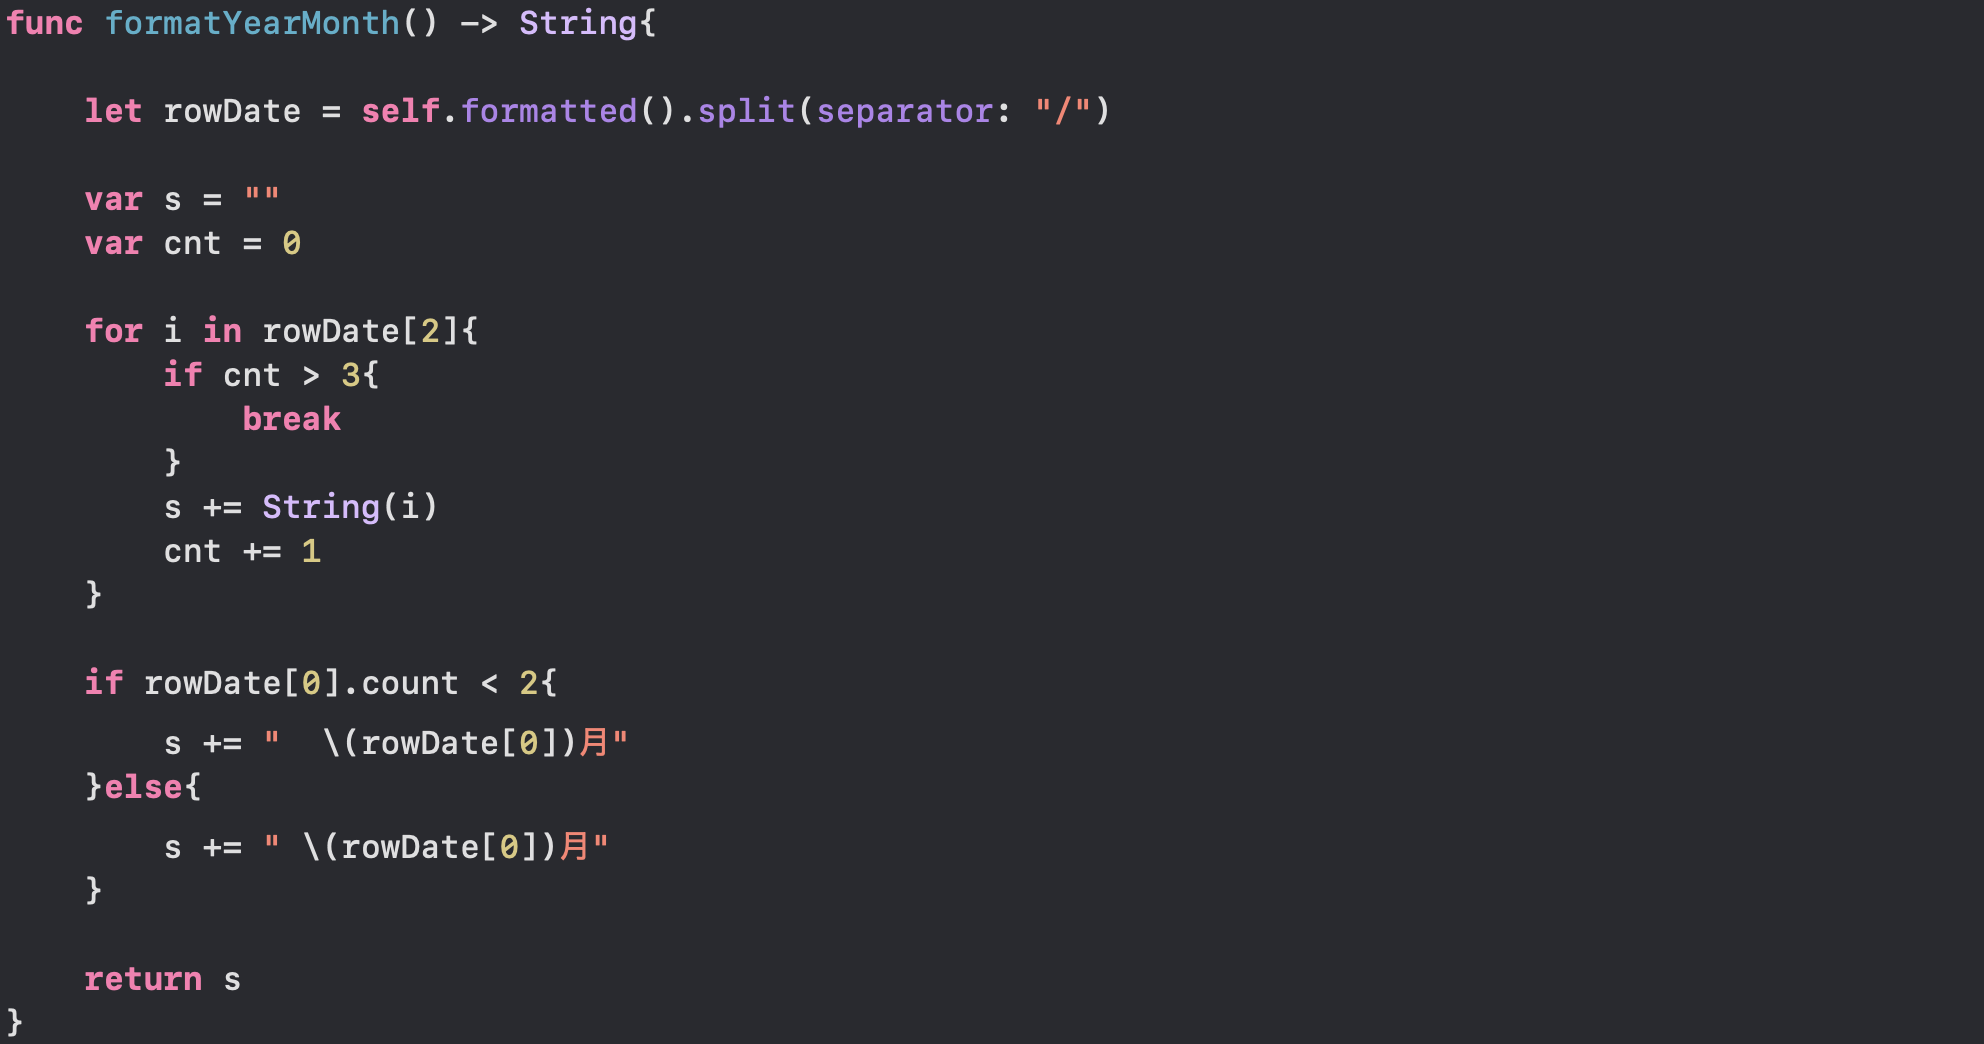 func formatYearMonth() -> String{
    let rowDate = self.formatted().split(separator: "/")
    var s = ""
    var cnt = 0
    for i in rowDate[2]{
        if cnt > 3{
            break
        }
        s += String(i)
        cnt += 1
    }
    if rowDate[0].count < 2{
        s += "  \(rowDate[0])月"
    }else{
        s += " \(rowDate[0])月"
    }
    return s
}